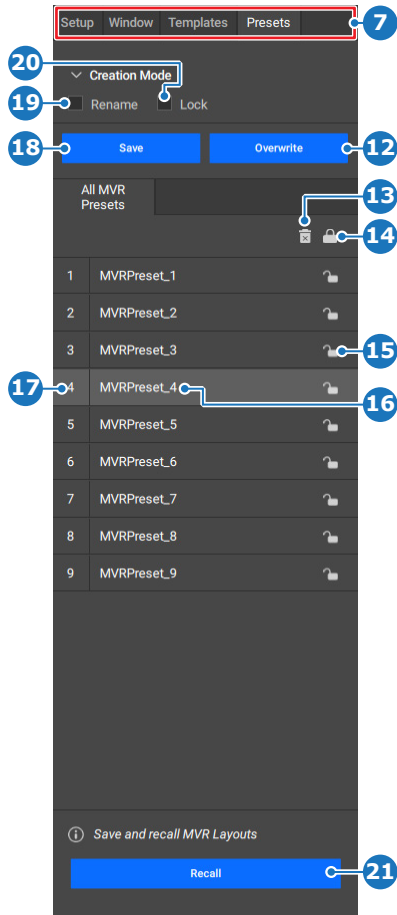 Setup Window Templates Presets 7
20
Creation Mode
19 Rename Lock
18 Save Overwrite 12
All MVR
Presets
13
14
1 MVRPreset_1
2 MVRPreset_2
3 MVRPreset_3 15
17 4 MVRPreset_4 16
5 MVRPreset_5
6 MVRPreset_6
7 MVRPreset_7
8 MVRPreset_8
9 MVRPreset_9
Save and recall MVR Layouts
Recall 21